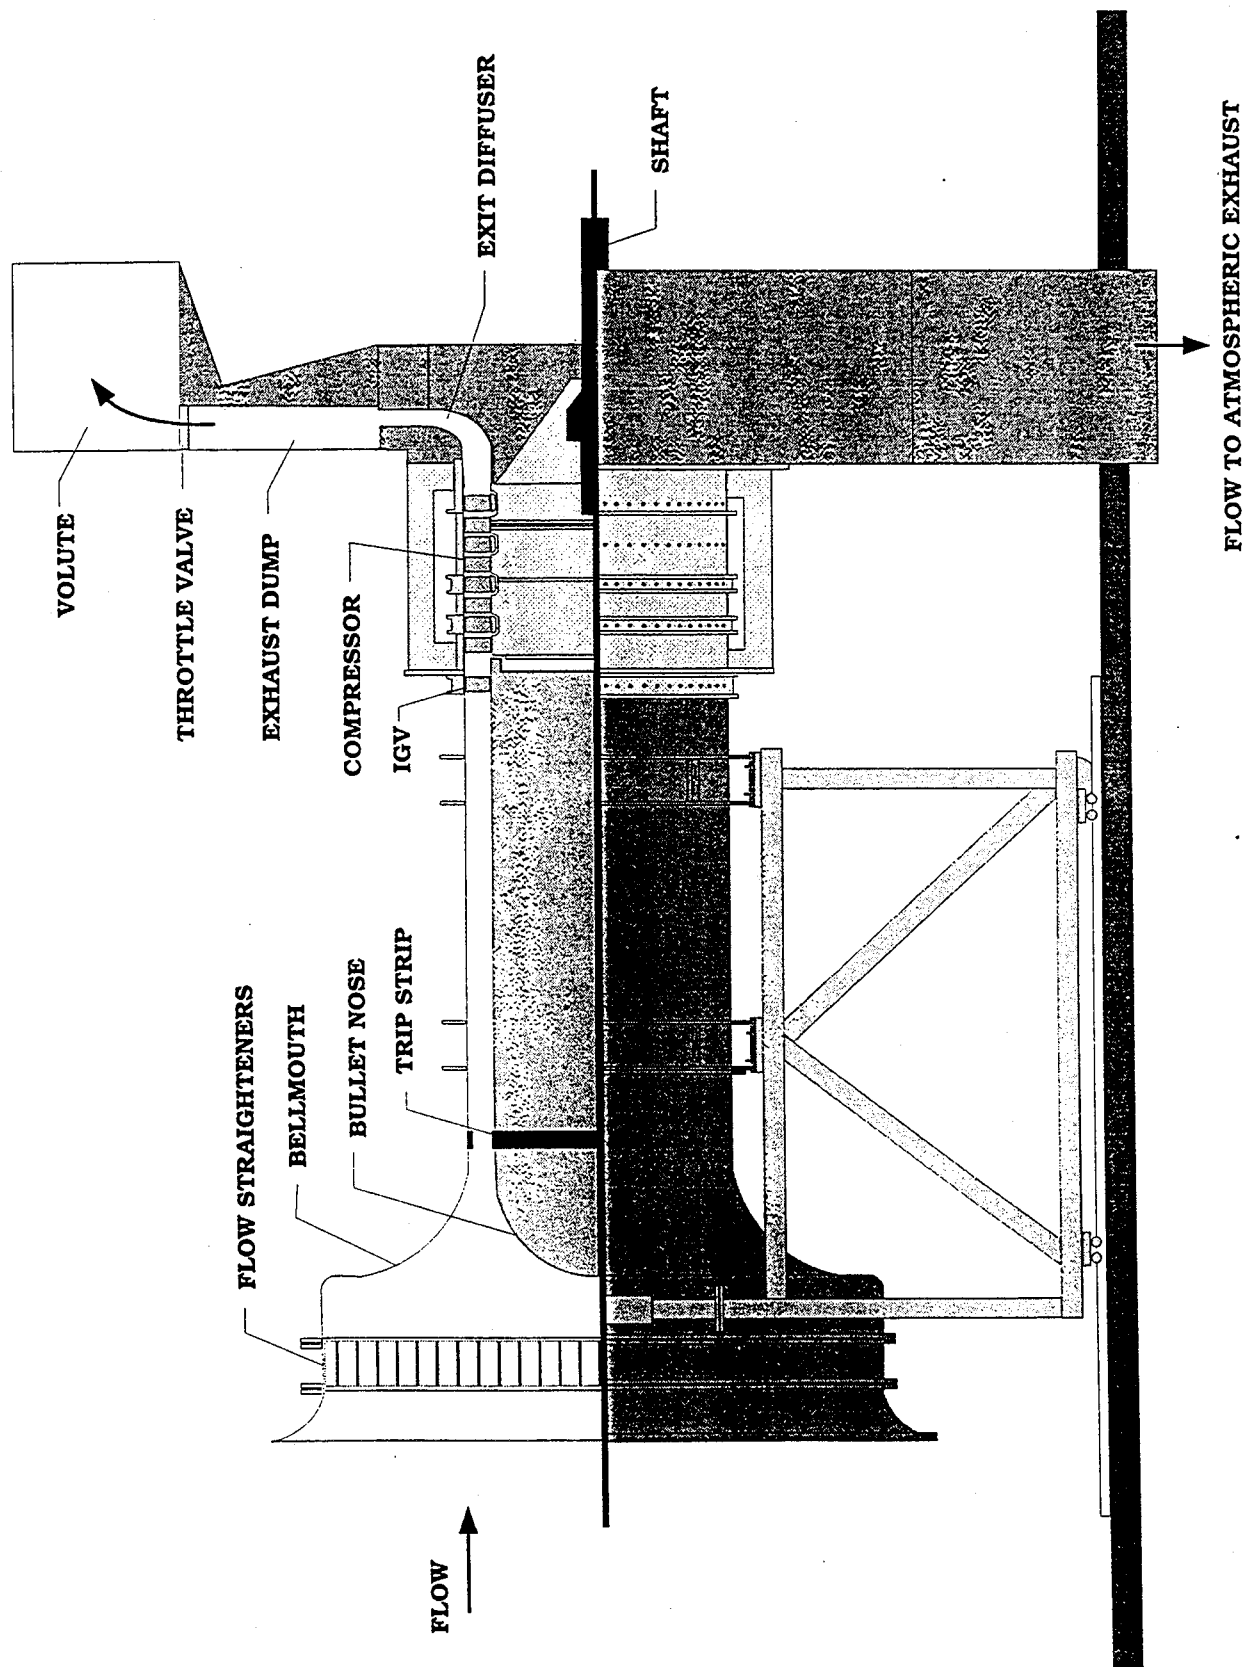 VOLUTE
THROTTLE VALVE
EXHAUST DUMP
COMPRESSOR
IGV
EXIT DIFFUSER
SHAFT
FLOW STRAIGHTENERS
BELLMOUTH
BULLET NOSE
TRIP STRIP
FLOW
FLOW TO ATMOSPHERIC EXHAUST